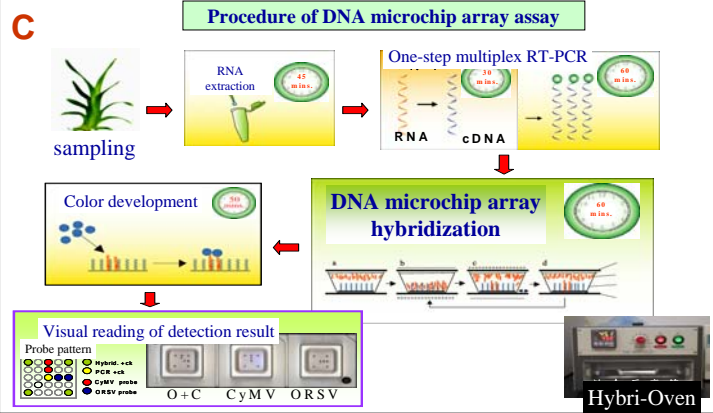 C
Procedure of DNA microchip array assay
sampling
RNA
extraction
45
mins.
One-step multiplex RT-PCR
30
mins.
60
mins.
RNA
cDNA
DNA microchip array
hybridization
60
mins.
a b c d
Color development
50
mins.
Visual reading of detection result
Probe pattern
Hybrid. +ck
PCR +ck
CyMV probe
ORSV probe
O+C CyMV ORSV
Hybri-Oven